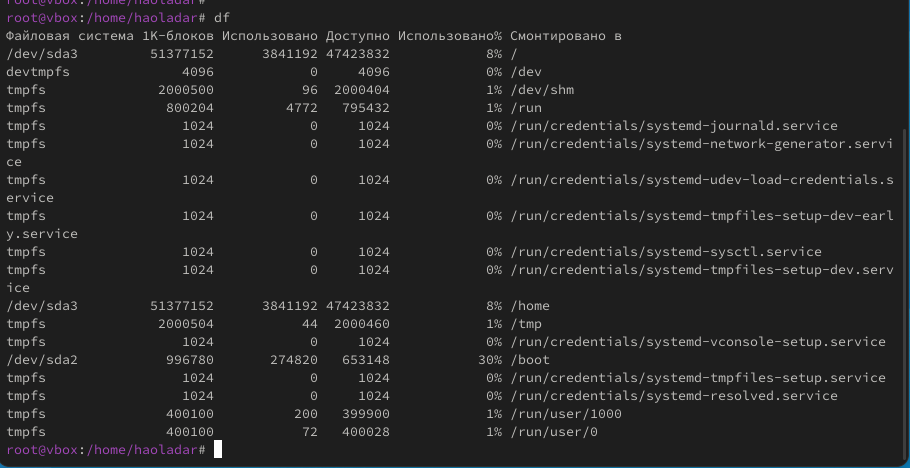 root@vbox:/home/haoladar#
root@vbox:/home/haoladar# df
Файловая система 1K-блоков Использовано Доступно Использовано% Смонтировано в
/dev/sda3         51377152      3841192 47423832            8% /
devtmpfs              4096            0     4096            0% /dev
tmpfs              2000500           96  2000404            1% /dev/shm
tmpfs               800204         4772   795432            1% /run
tmpfs                 1024            0     1024            0% /run/credentials/systemd-journald.service
tmpfs                 1024            0     1024            0% /run/credentials/systemd-network-generator.servi
ce
tmpfs                 1024            0     1024            0% /run/credentials/systemd-udev-load-credentials.s
ervice
tmpfs                 1024            0     1024            0% /run/credentials/systemd-tmpfiles-setup-dev-earl
y.service
tmpfs                 1024            0     1024            0% /run/credentials/systemd-sysctl.service
tmpfs                 1024            0     1024            0% /run/credentials/systemd-tmpfiles-setup-dev.serv
ice
/dev/sda3         51377152      3841192 47423832            8% /home
tmpfs              2000504           44  2000460            1% /tmp
tmpfs                 1024            0     1024            0% /run/credentials/systemd-vconsole-setup.service
/dev/sda2           996780       274820   653148           30% /boot
tmpfs                 1024            0     1024            0% /run/credentials/systemd-tmpfiles-setup.service
tmpfs                 1024            0     1024            0% /run/credentials/systemd-resolved.service
tmpfs               400100          200   399900            1% /run/user/1000
tmpfs               400100           72   400028            1% /run/user/0
root@vbox:/home/haoladar#